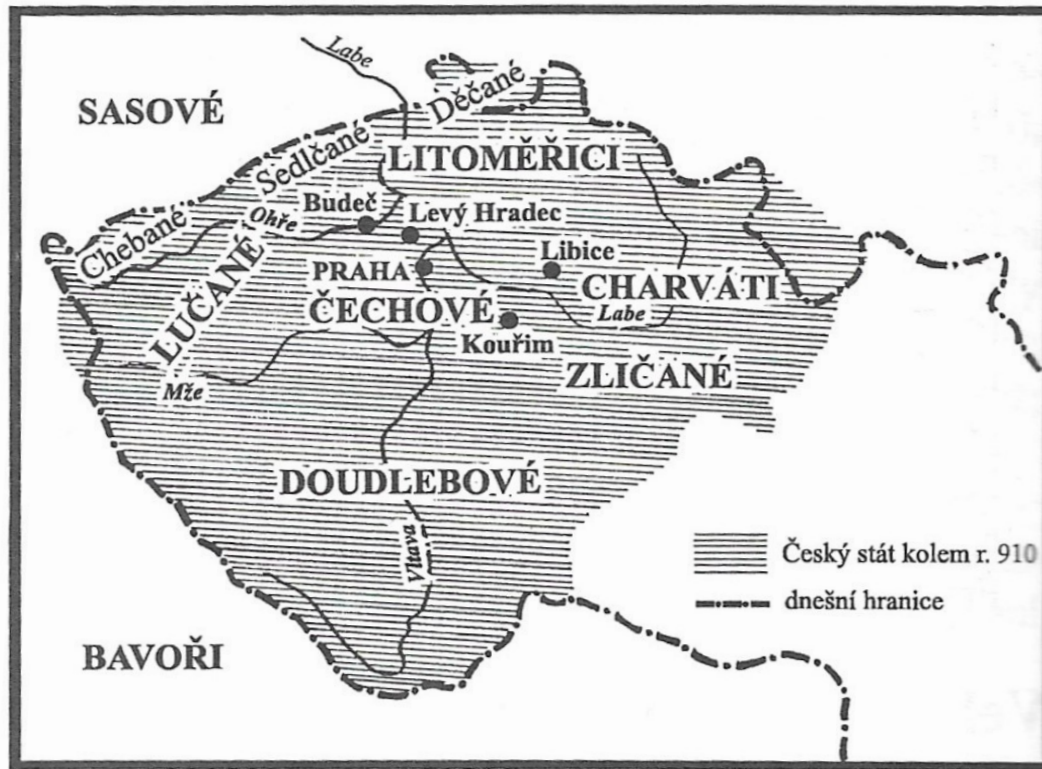 Labe
SASOVÉ
Děčané
Sedlčané
LITOMĚŘICI
Chebané
Ohře
Budeč
Levý Hradec
LUČANÉ
PRAHA
Libice
CHARVÁTI
ČECHOVÉ
Labe
Kouřim
ZLIČANÉ
Mže
DOUDLEBOVÉ
Vltava
Český stát kolem r. 910
dnešní hranice
BAVOŘI